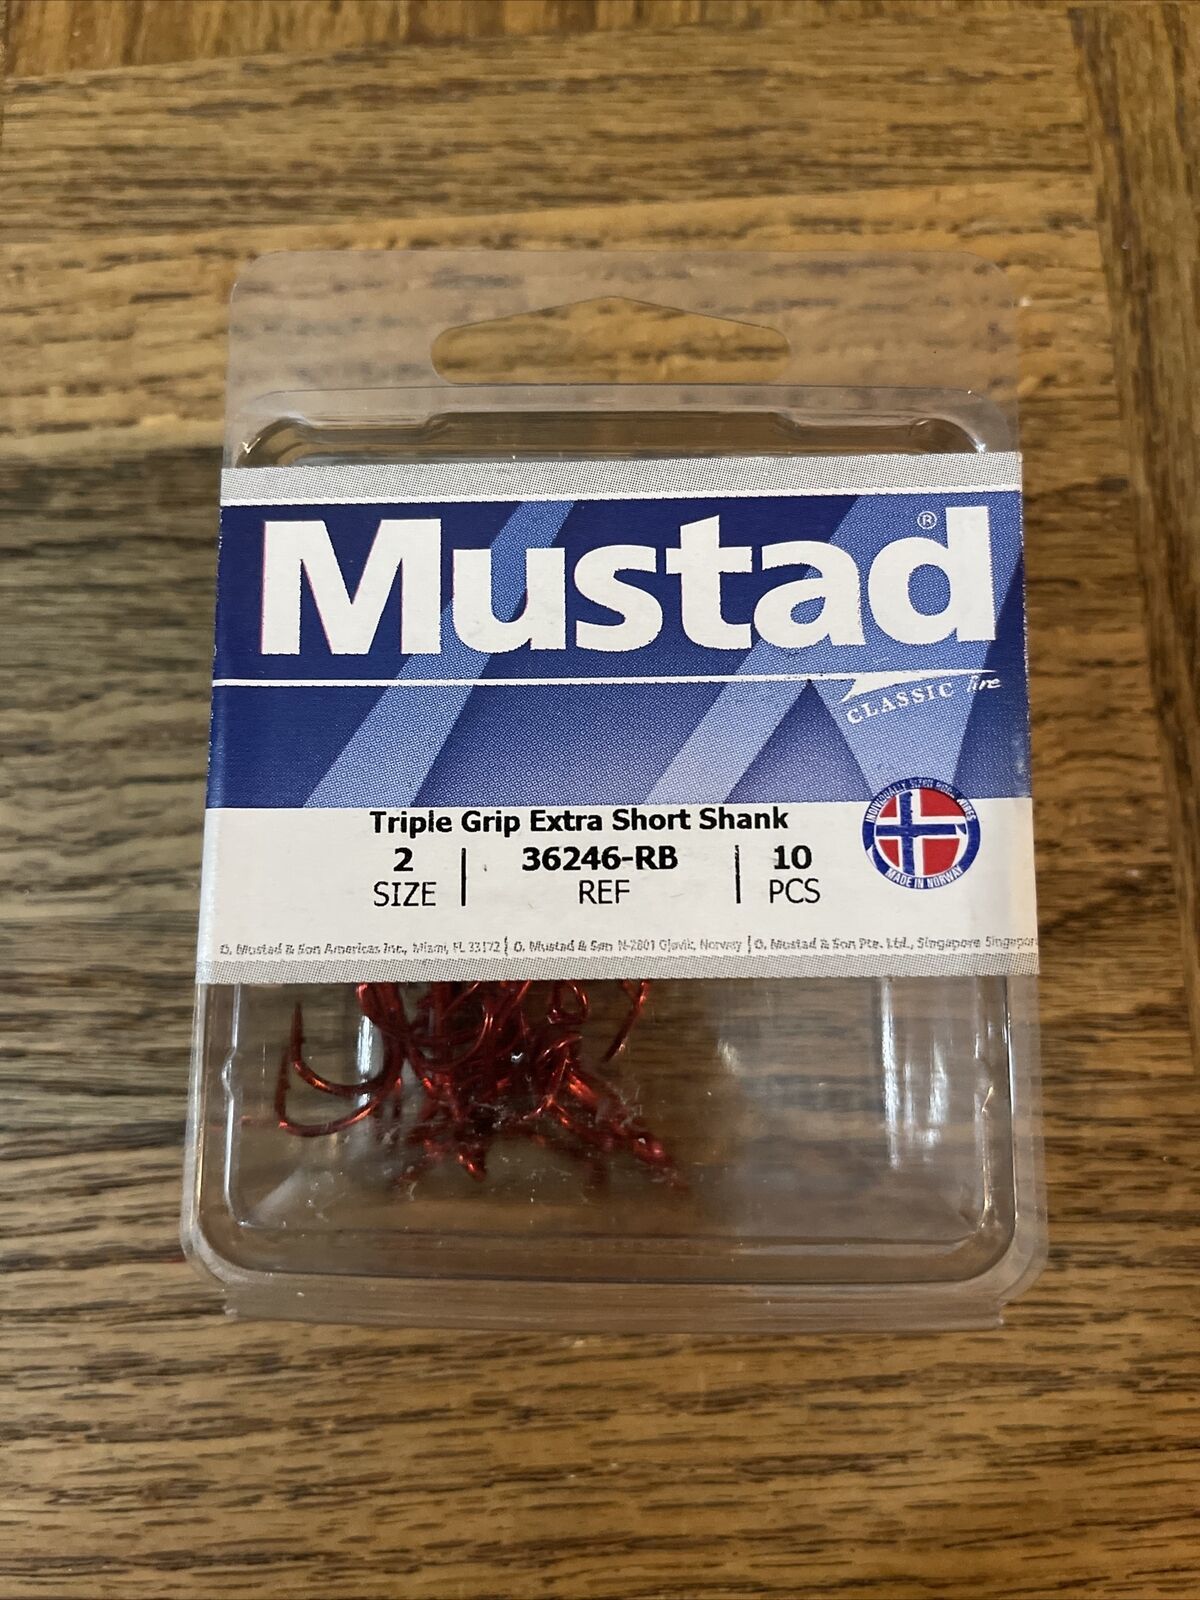 Mustad®
CLASSIC line
Triple Grip Extra Short Shank
2 | 36246-RB | 10
SIZE REF PCS
MADE IN NORWAY
O. Mustad & Son Americas Inc., Miami, FL 33172 | O. Mustad & Son N-2801 Gjøvik, Norway | O. Mustad & Son Pte. Ltd., Singapore Singapor